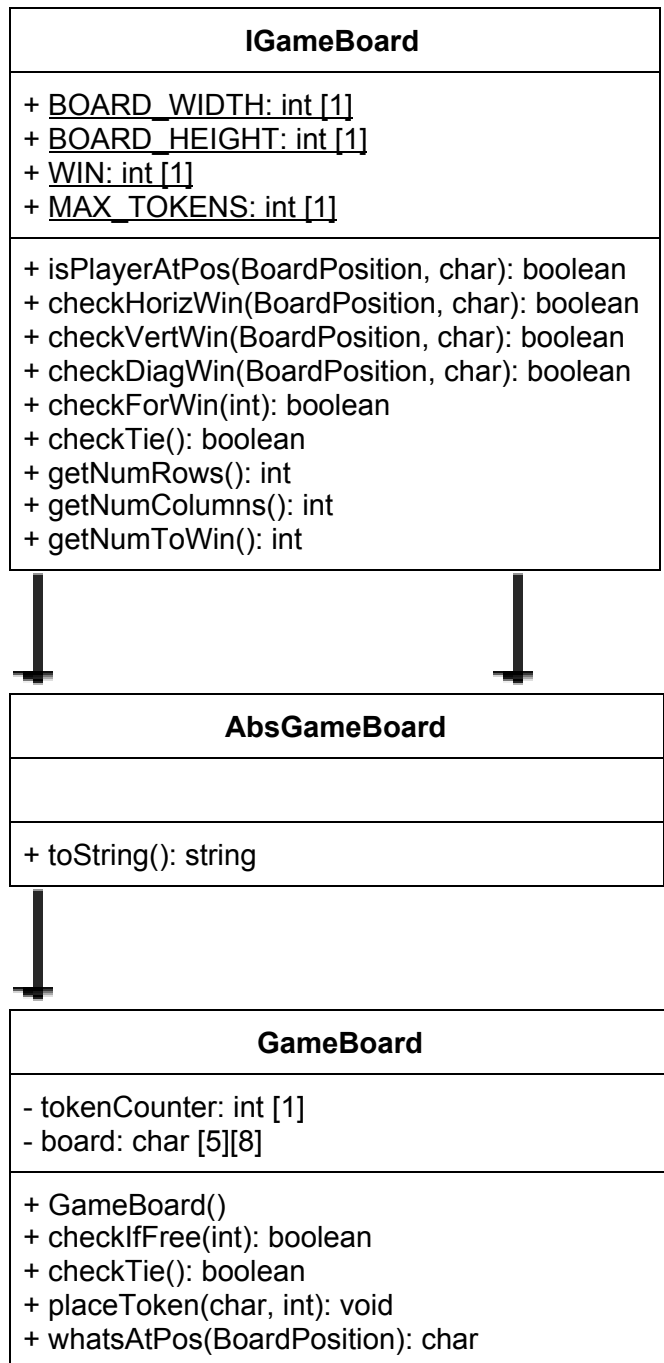 IGameBoard
+ BOARD_WIDTH: int [1]
+ BOARD_HEIGHT: int [1]
+ WIN: int [1]
+ MAX_TOKENS: int [1]
+ isPlayerAtPos(BoardPosition, char): boolean
+ checkHorizWin(BoardPosition, char): boolean
+ checkVertWin(BoardPosition, char): boolean
+ checkDiagWin(BoardPosition, char): boolean
+ checkForWin(int): boolean
+ checkTie(): boolean
+ getNumRows(): int
+ getNumColumns(): int
+ getNumToWin(): int
AbsGameBoard
+ toString(): string
GameBoard
- tokenCounter: int [1]
- board: char [5][8]
+ GameBoard()
+ checkIfFree(int): boolean
+ checkTie(): boolean
+ placeToken(char, int): void
+ whatsAtPos(BoardPosition): char